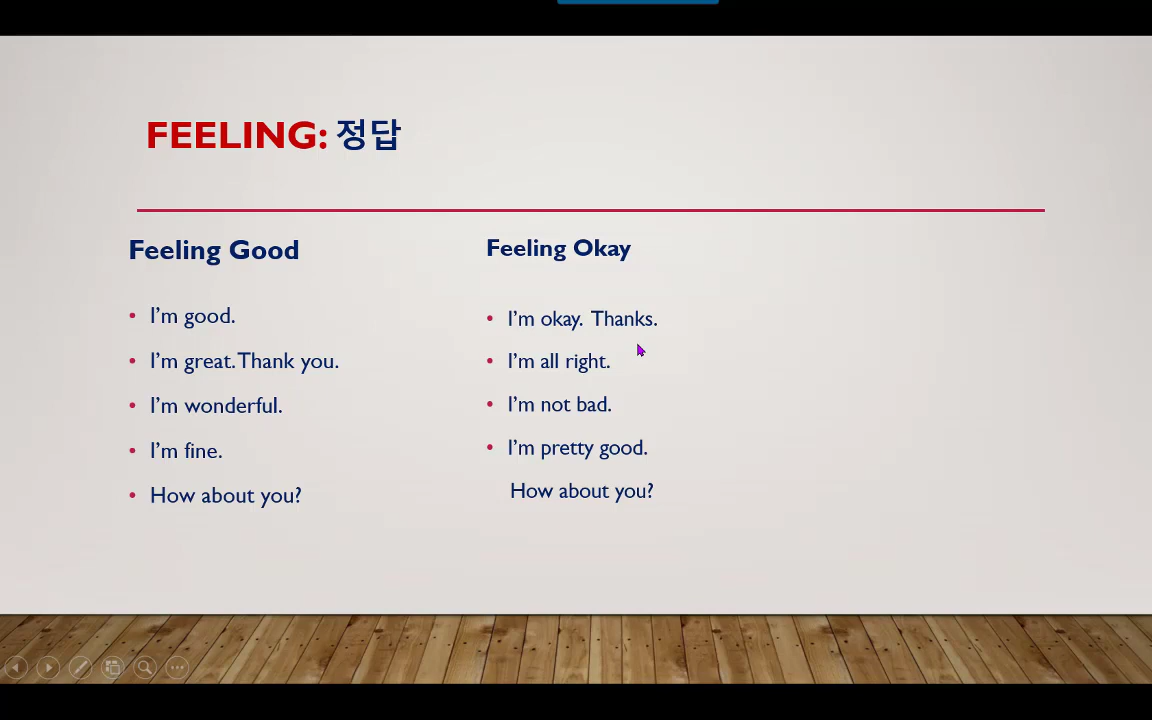 FEELING: 정답
Feeling Good
• I'm good.
• I'm great. Thank you.
• I'm wonderful.
• I'm fine.
• How about you?
Feeling Okay
• I'm okay. Thanks.
• I'm all right.
• I'm not bad.
• I'm pretty good.
How about you?